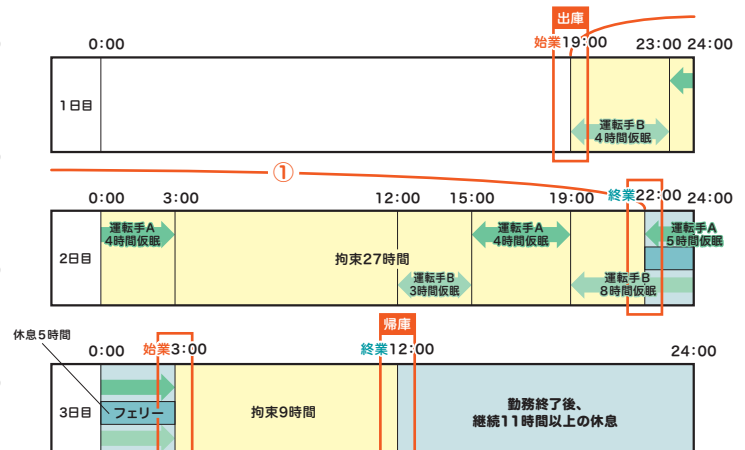 出庫
0:00 始業19:00 23:00 24:00
1日目
運転手B
4時間仮眠
①
0:00 3:00 12:00 15:00 19:00 終業22:00 24:00
2日目
運転手A
4時間仮眠
拘束27時間
運転手B
3時間仮眠
運転手A
4時間仮眠
運転手B
8時間仮眠
運転手A
5時間仮眠
休息5時間
帰庫
0:00 始業3:00 終業12:00 24:00
3日目
フェリー
拘束9時間
勤務終了後、
継続11時間以上の休息